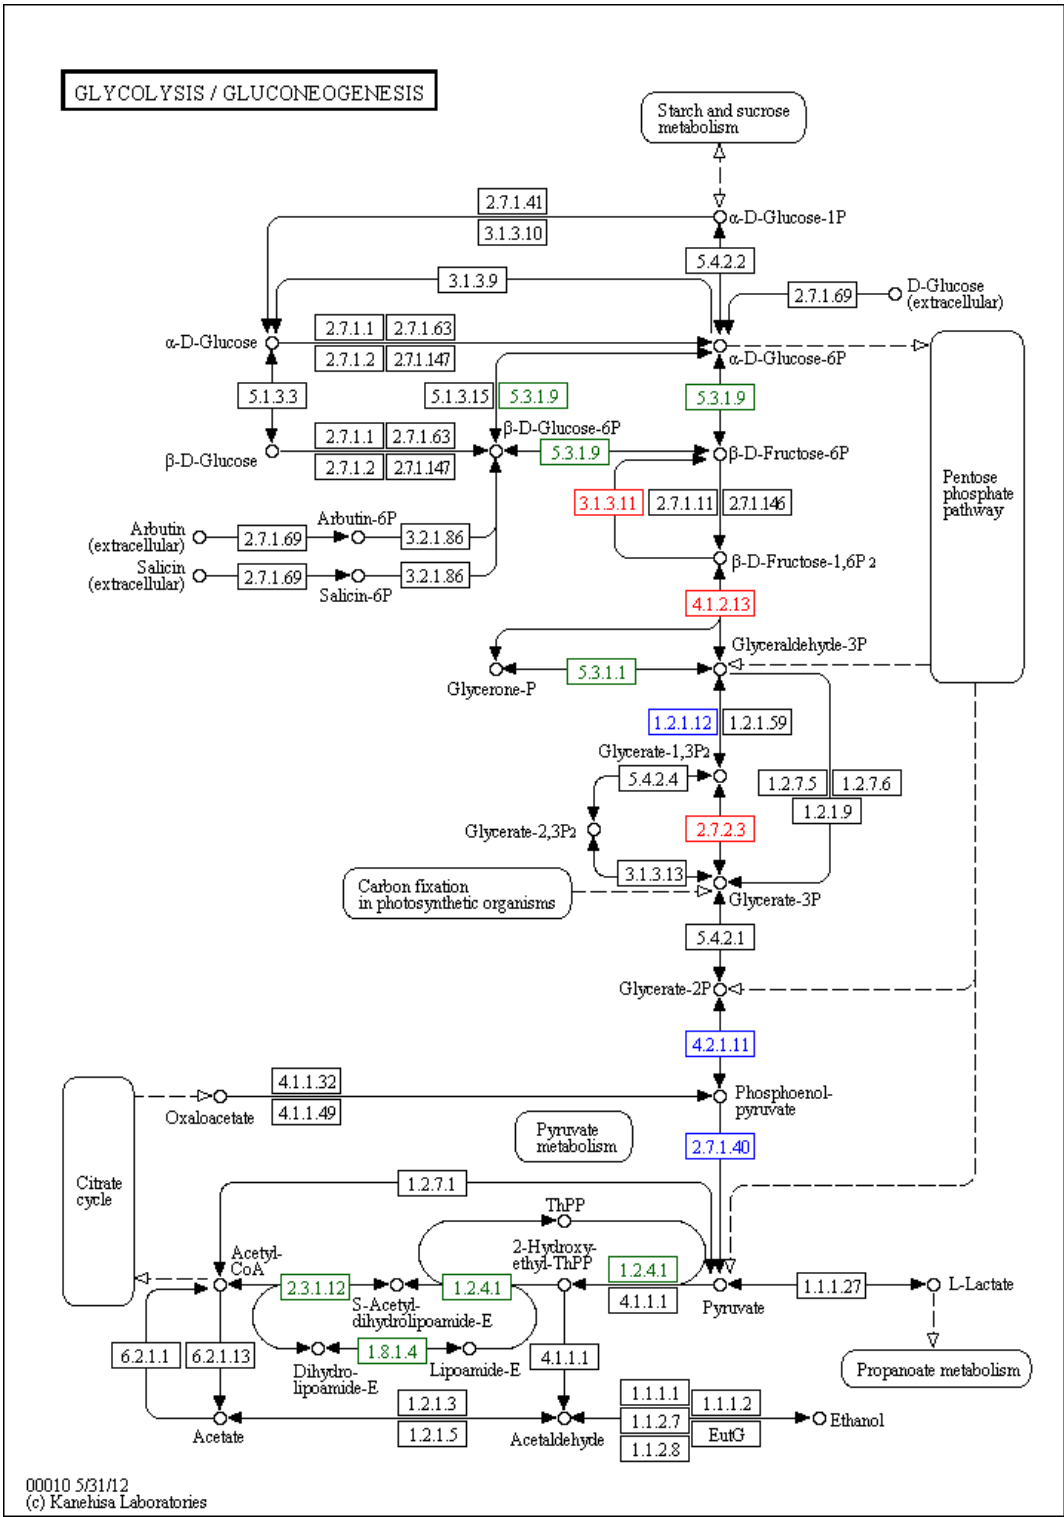 GLYCOLYSIS / GLUCONEOGENESIS
Starch and sucrose
metabolism
2.7.1.41
α-D-Glucose-1P
3.1.3.10
5.4.2.2
3.1.3.9
2.7.1.69
D-Glucose
(extracellular)
2.7.1.1
2.7.1.63
α-D-Glucose
2.7.1.2
2.7.1.147
α-D-Glucose-6P
5.1.3.3
5.1.3.15
5.3.1.9
5.3.1.9
β-D-Glucose-6P
2.7.1.1
2.7.1.63
β-D-Glucose
2.7.1.2
2.7.1.147
5.3.1.9
β-D-Fructose-6P
Pentose
phosphate
pathway
3.1.3.11
2.7.1.11
2.7.1.146
Arbutin
(extracellular)
2.7.1.69
Arbutin-6P
3.2.1.86
Salicin
(extracellular)
2.7.1.69
Salicin-6P
3.2.1.86
β-D-Fructose-1,6P2
4.1.2.13
Glyceraldehyde-3P
5.3.1.1
Glycerone-P
1.2.1.12
1.2.1.59
Glycerate-1,3P2
5.4.2.4
1.2.7.5
1.2.7.6
1.2.1.9
Glycerate-2,3P2
2.7.2.3
3.1.3.13
Carbon fixation
in photosynthetic organisms
Glycerate-3P
5.4.2.1
Glycerate-2P
4.2.1.11
4.1.1.32
Oxaloacetate
4.1.1.49
Phosphoenol-
pyruvate
Pyruvate
metabolism
2.7.1.40
Citrate
cycle
1.2.7.1
ThPP
Acetyl-
CoA
2-Hydroxy-
ethyl-ThPP
2.3.1.12
1.2.4.1
1.2.4.1
4.1.1.1
Pyruvate
1.1.1.27
L-Lactate
S-Acetyl-
dihydrolipoamide-E
6.2.1.1
6.2.1.13
1.8.1.4
Dihydro-
lipoamide-E
Lipoamide-E
4.1.1.1
Propanoate metabolism
1.2.1.3
1.2.1.5
Acetate
Acetaldehyde
1.1.1.1
1.1.1.2
1.1.2.7
EutG
1.1.2.8
Ethanol
00010 5/31/12
(c) Kanehisa Laboratories